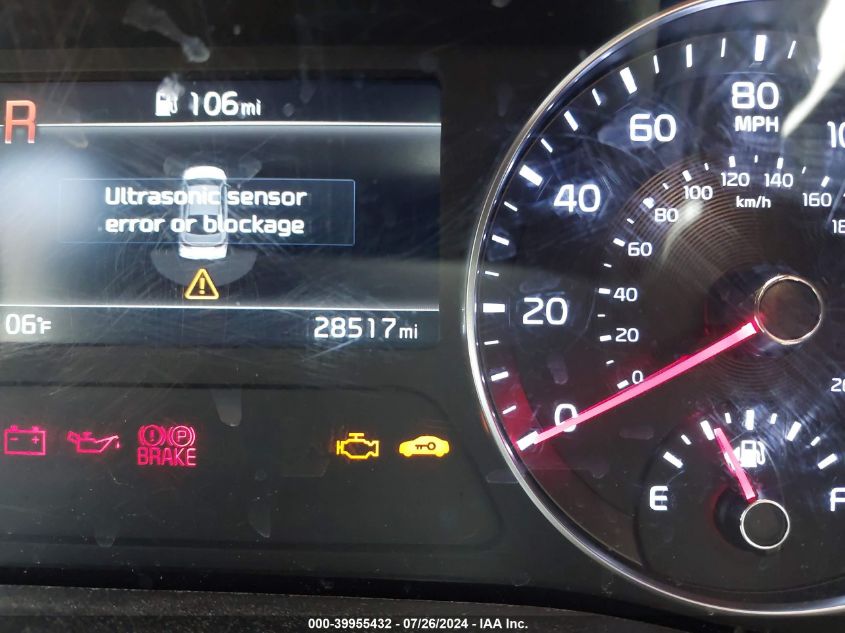 R
106mi
Ultrasonic sensor
error or blockage
06°F
28517mi
BRAKE
P
0
20
40
60
80
MPH
0
20
40
60
80
100
120
140
160
km/h
E
000-39955432 - 07/26/2024 - IAA Inc.